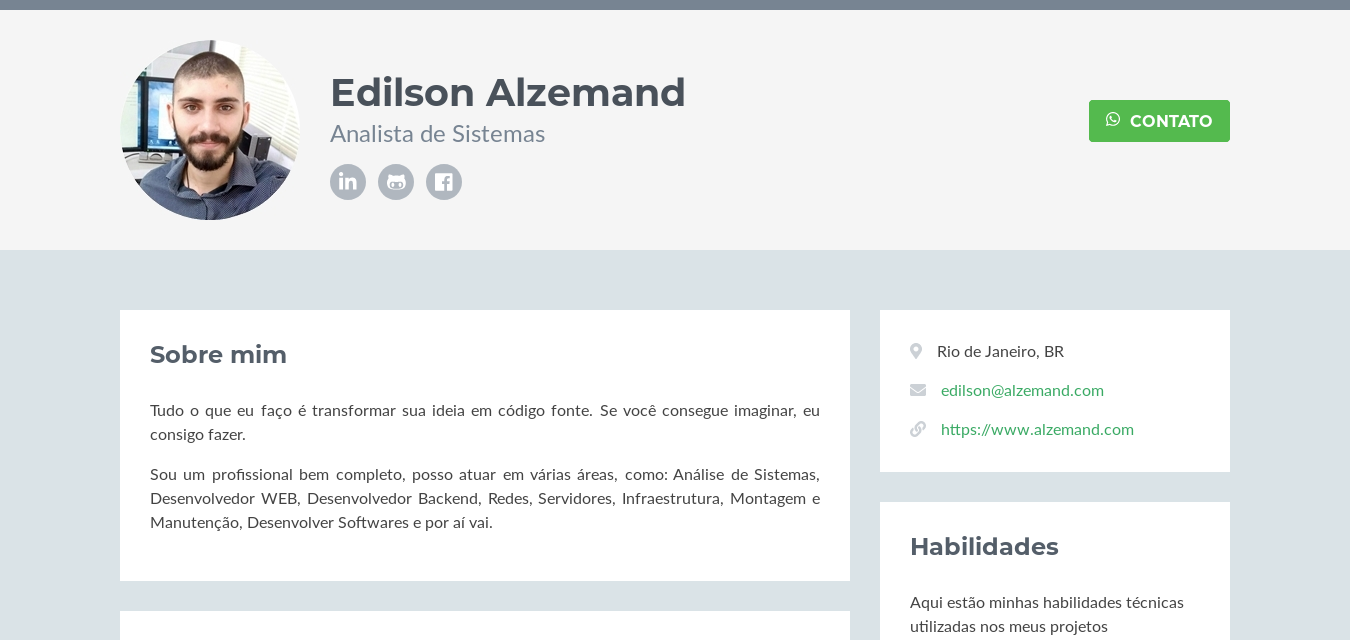 Edilson Alzemand
Analista de Sistemas
CONTATO
Sobre mim
Tudo o que eu faço é transformar sua ideia em código fonte. Se você consegue imaginar, eu
consigo fazer.
Sou um profissional bem completo, posso atuar em várias áreas, como: Análise de Sistemas,
Desenvolvedor WEB, Desenvolvedor Backend, Redes, Servidores, Infraestrutura, Montagem e
Manutenção, Desenvolver Softwares e por aí vai.
Rio de Janeiro, BR
edilson@alzemand.com
https://www.alzemand.com
Habilidades
Aqui estão minhas habilidades técnicas
utilizadas nos meus projetos